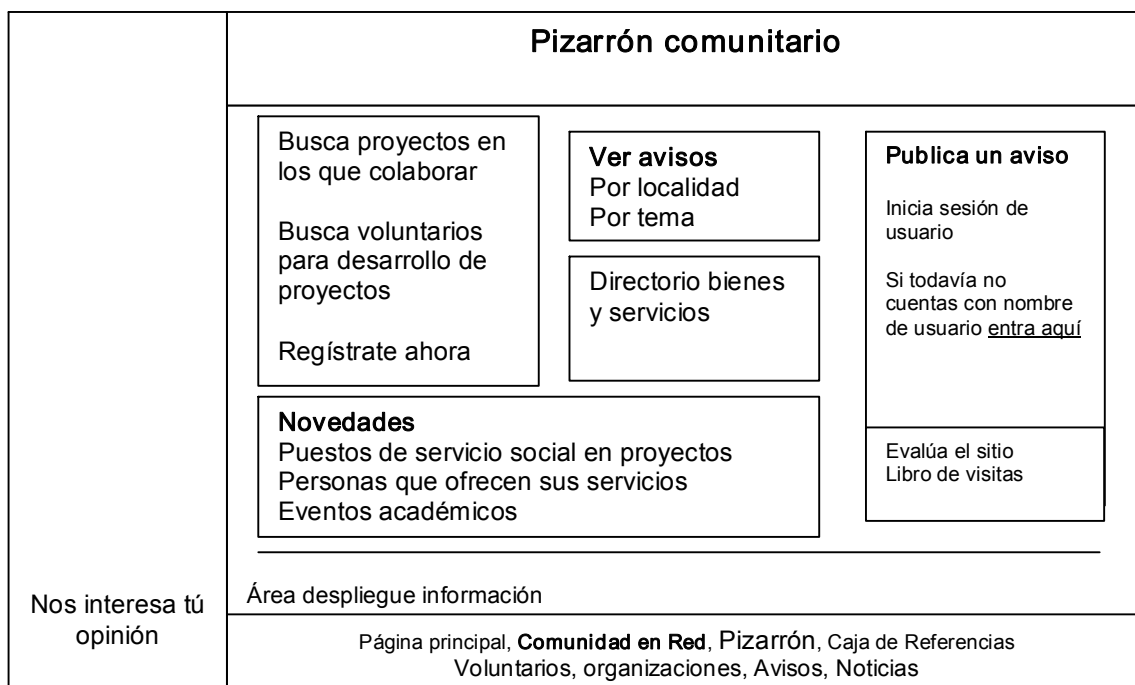 Pizarrón comunitario
Busca proyectos en
los que colaborar
Busca voluntarios
para desarrollo de
proyectos
Regístrate ahora
Ver avisos
Por localidad
Por tema
Directorio bienes
y servicios
Publica un aviso
Inicia sesión de
usuario
Si todavía no
cuentas con nombre
de usuario entra aquí
Novedades
Puestos de servicio social en proyectos
Personas que ofrecen sus servicios
Eventos académicos
Evalúa el sitio
Libro de visitas
Nos interesa tú
opinión
Área despliegue información
Página principal, Comunidad en Red, Pizarrón, Caja de Referencias
Voluntarios, organizaciones, Avisos, Noticias